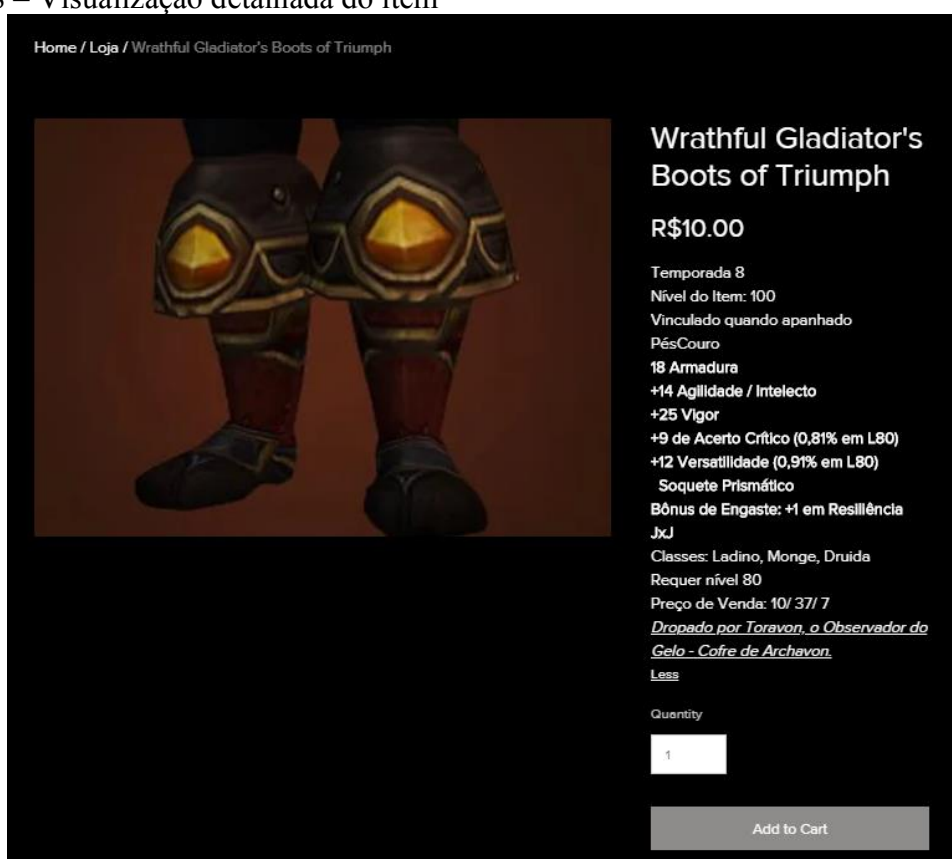 s – Visualização detalhada do item
Home / Loja / Wrathful Gladiator's Boots of Triumph
Wrathful Gladiator's
Boots of Triumph
R$10.00
Temporada 8
Nível do Item: 100
Vinculado quando apanhado
PésCouro
18 Armadura
+14 Agilidade / Intelecto
+25 Vigor
+9 de Acerto Crítico (0,81% em L80)
+12 Versatilidade (0,91% em L80)
Soquete Prismático
Bônus de Engaste: +1 em Resiliência
JxJ
Classes: Ladino, Monge, Druida
Requer nível 80
Preço de Venda: 10/ 37/ 7
Dropado por Toravon, o Observador do
Gelo - Cofre de Archavon.
Less
Quantity
1
Add to Cart